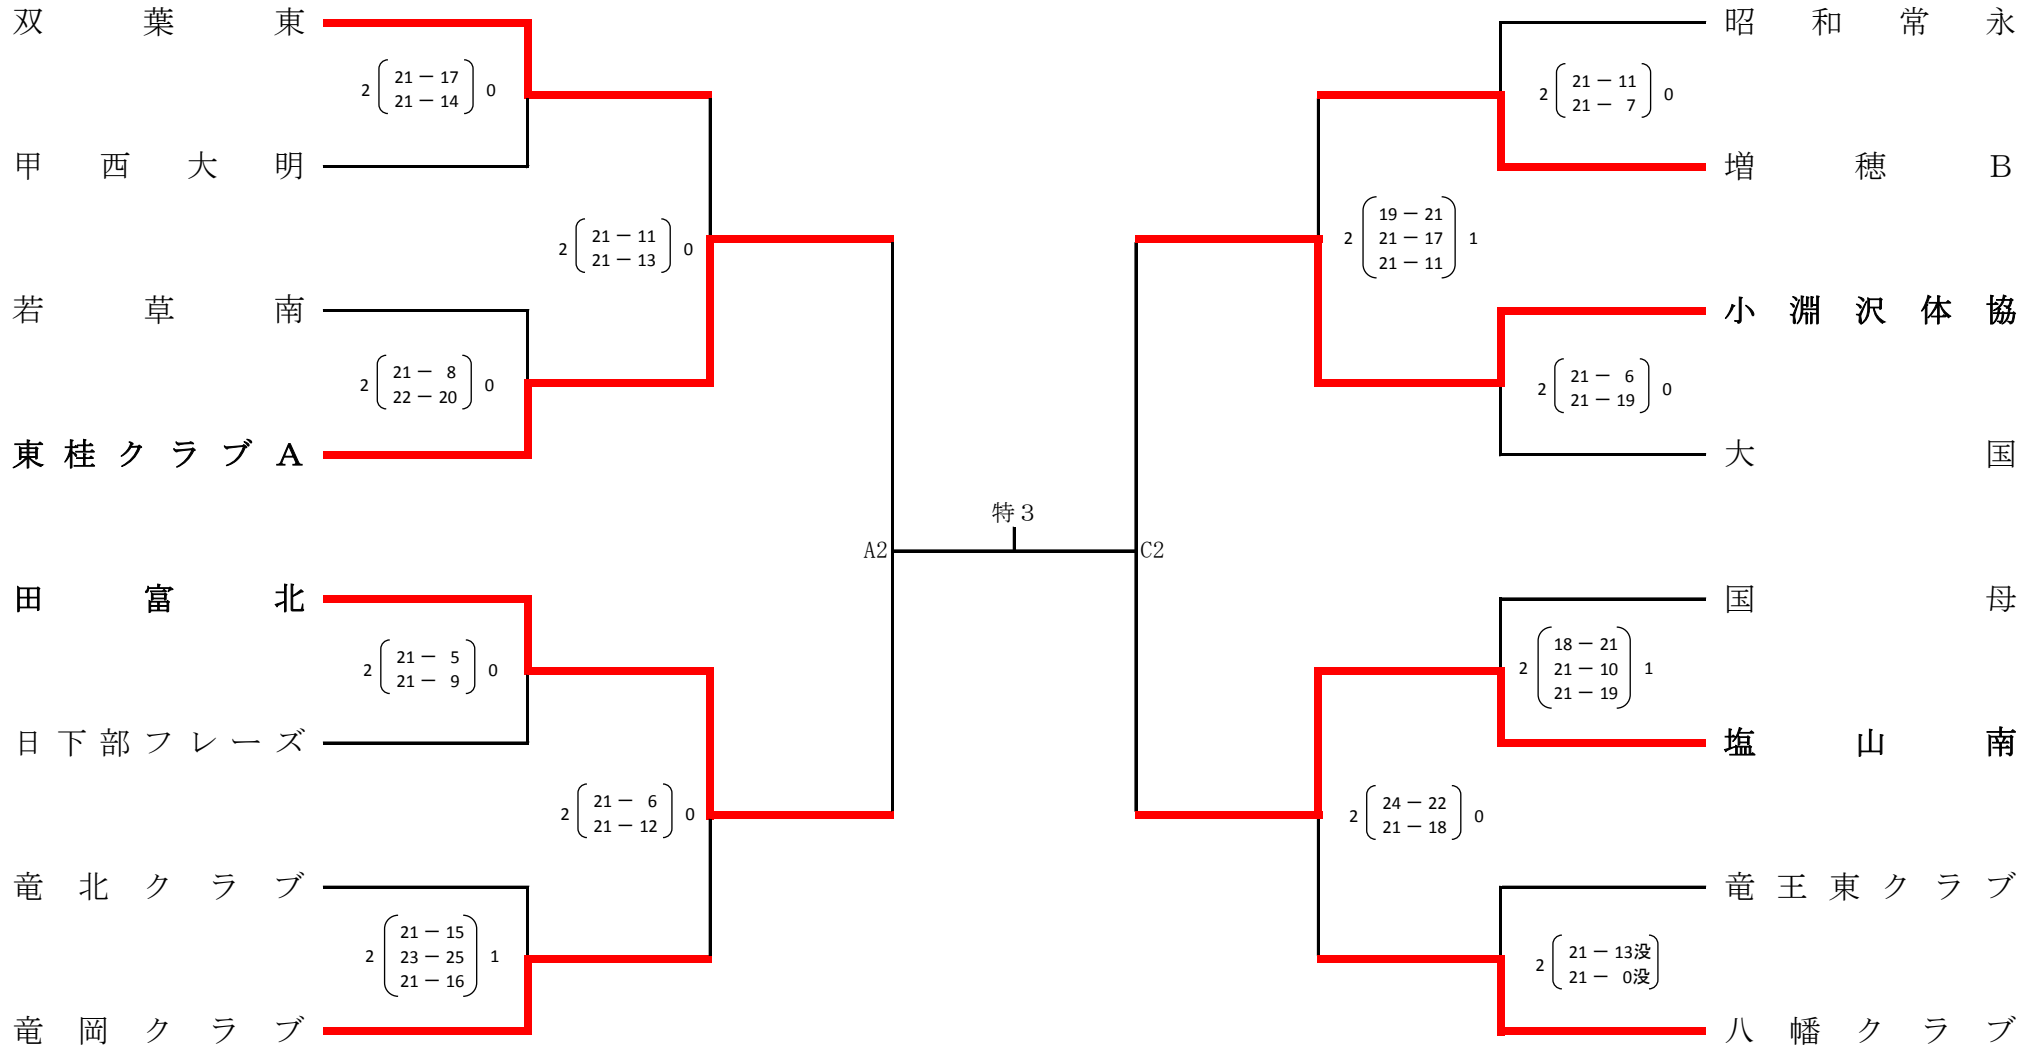 双葉東
2 21 － 17 0
21 － 14
甲西大明
2 21 － 11 0
21 － 13
若草南
2 21 － 8 0
22 － 20
東桂クラブA
A2
田富北
2 21 － 5 0
21 － 9
日下部フレーズ
2 21 － 6 0
21 － 12
竜北クラブ
21 － 15
2 23 － 25 1
21 － 16
竜岡クラブ
特3
昭和常永
2 21 － 11 0
21 － 7
増穂B
19 － 21
2 21 － 17 1
21 － 11
小淵沢体協
2 21 － 6 0
21 － 19
大国
C2
国母
18 － 21
2 21 － 10 1
21 － 19
塩山南
2 24 － 22 0
21 － 18
竜王東クラブ
2 21 － 13没
21 － 0没
八幡クラブ